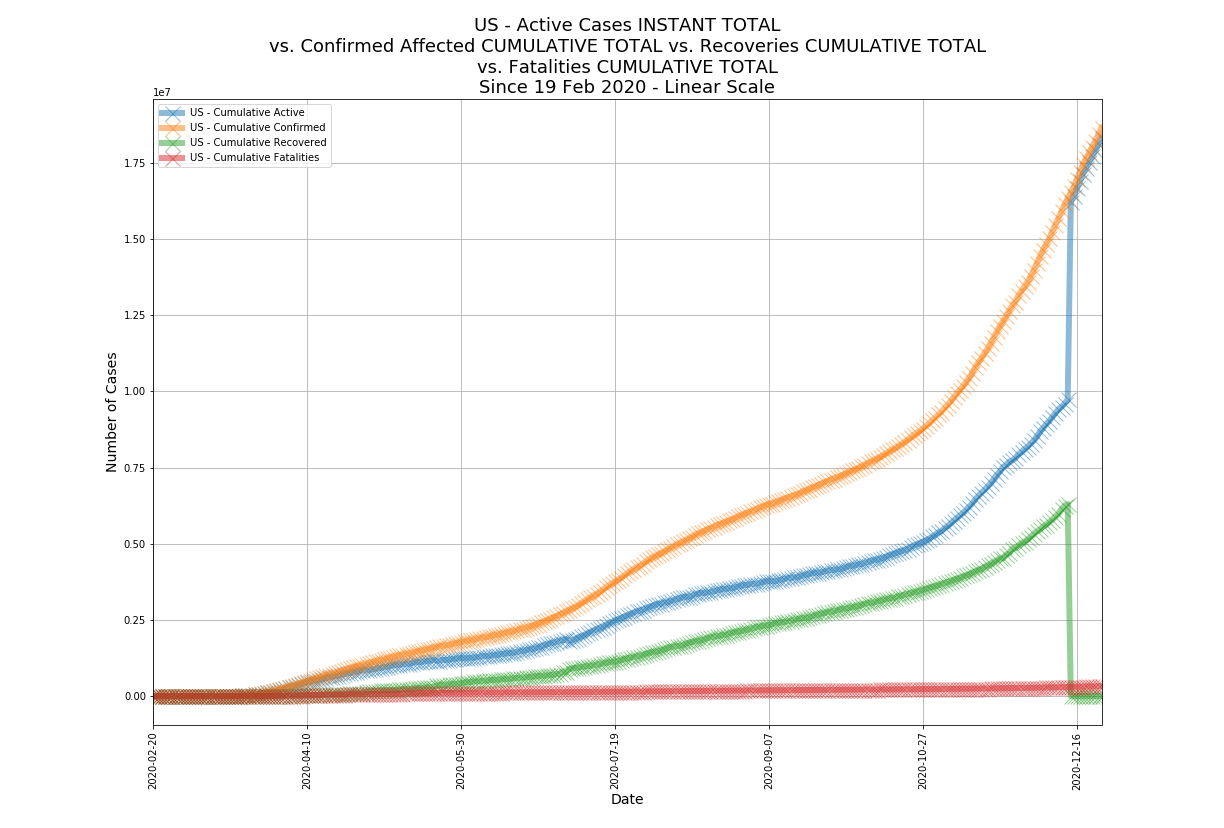 US - Active Cases INSTANT TOTAL
vs. Confirmed Affected CUMULATIVE TOTAL vs. Recoveries CUMULATIVE TOTAL
vs. Fatalities CUMULATIVE TOTAL
Since 19 Feb 2020 - Linear Scale
1e7
US - Cumulative Active
US - Cumulative Confirmed
US - Cumulative Recovered
US - Cumulative Fatalities
1.75
1.50
1.25
1.00
0.75
0.50
0.25
0.00
Number of Cases
2020-02-20
2020-04-10
2020-05-30
2020-07-19
2020-09-07
2020-10-27
2020-12-16
Date